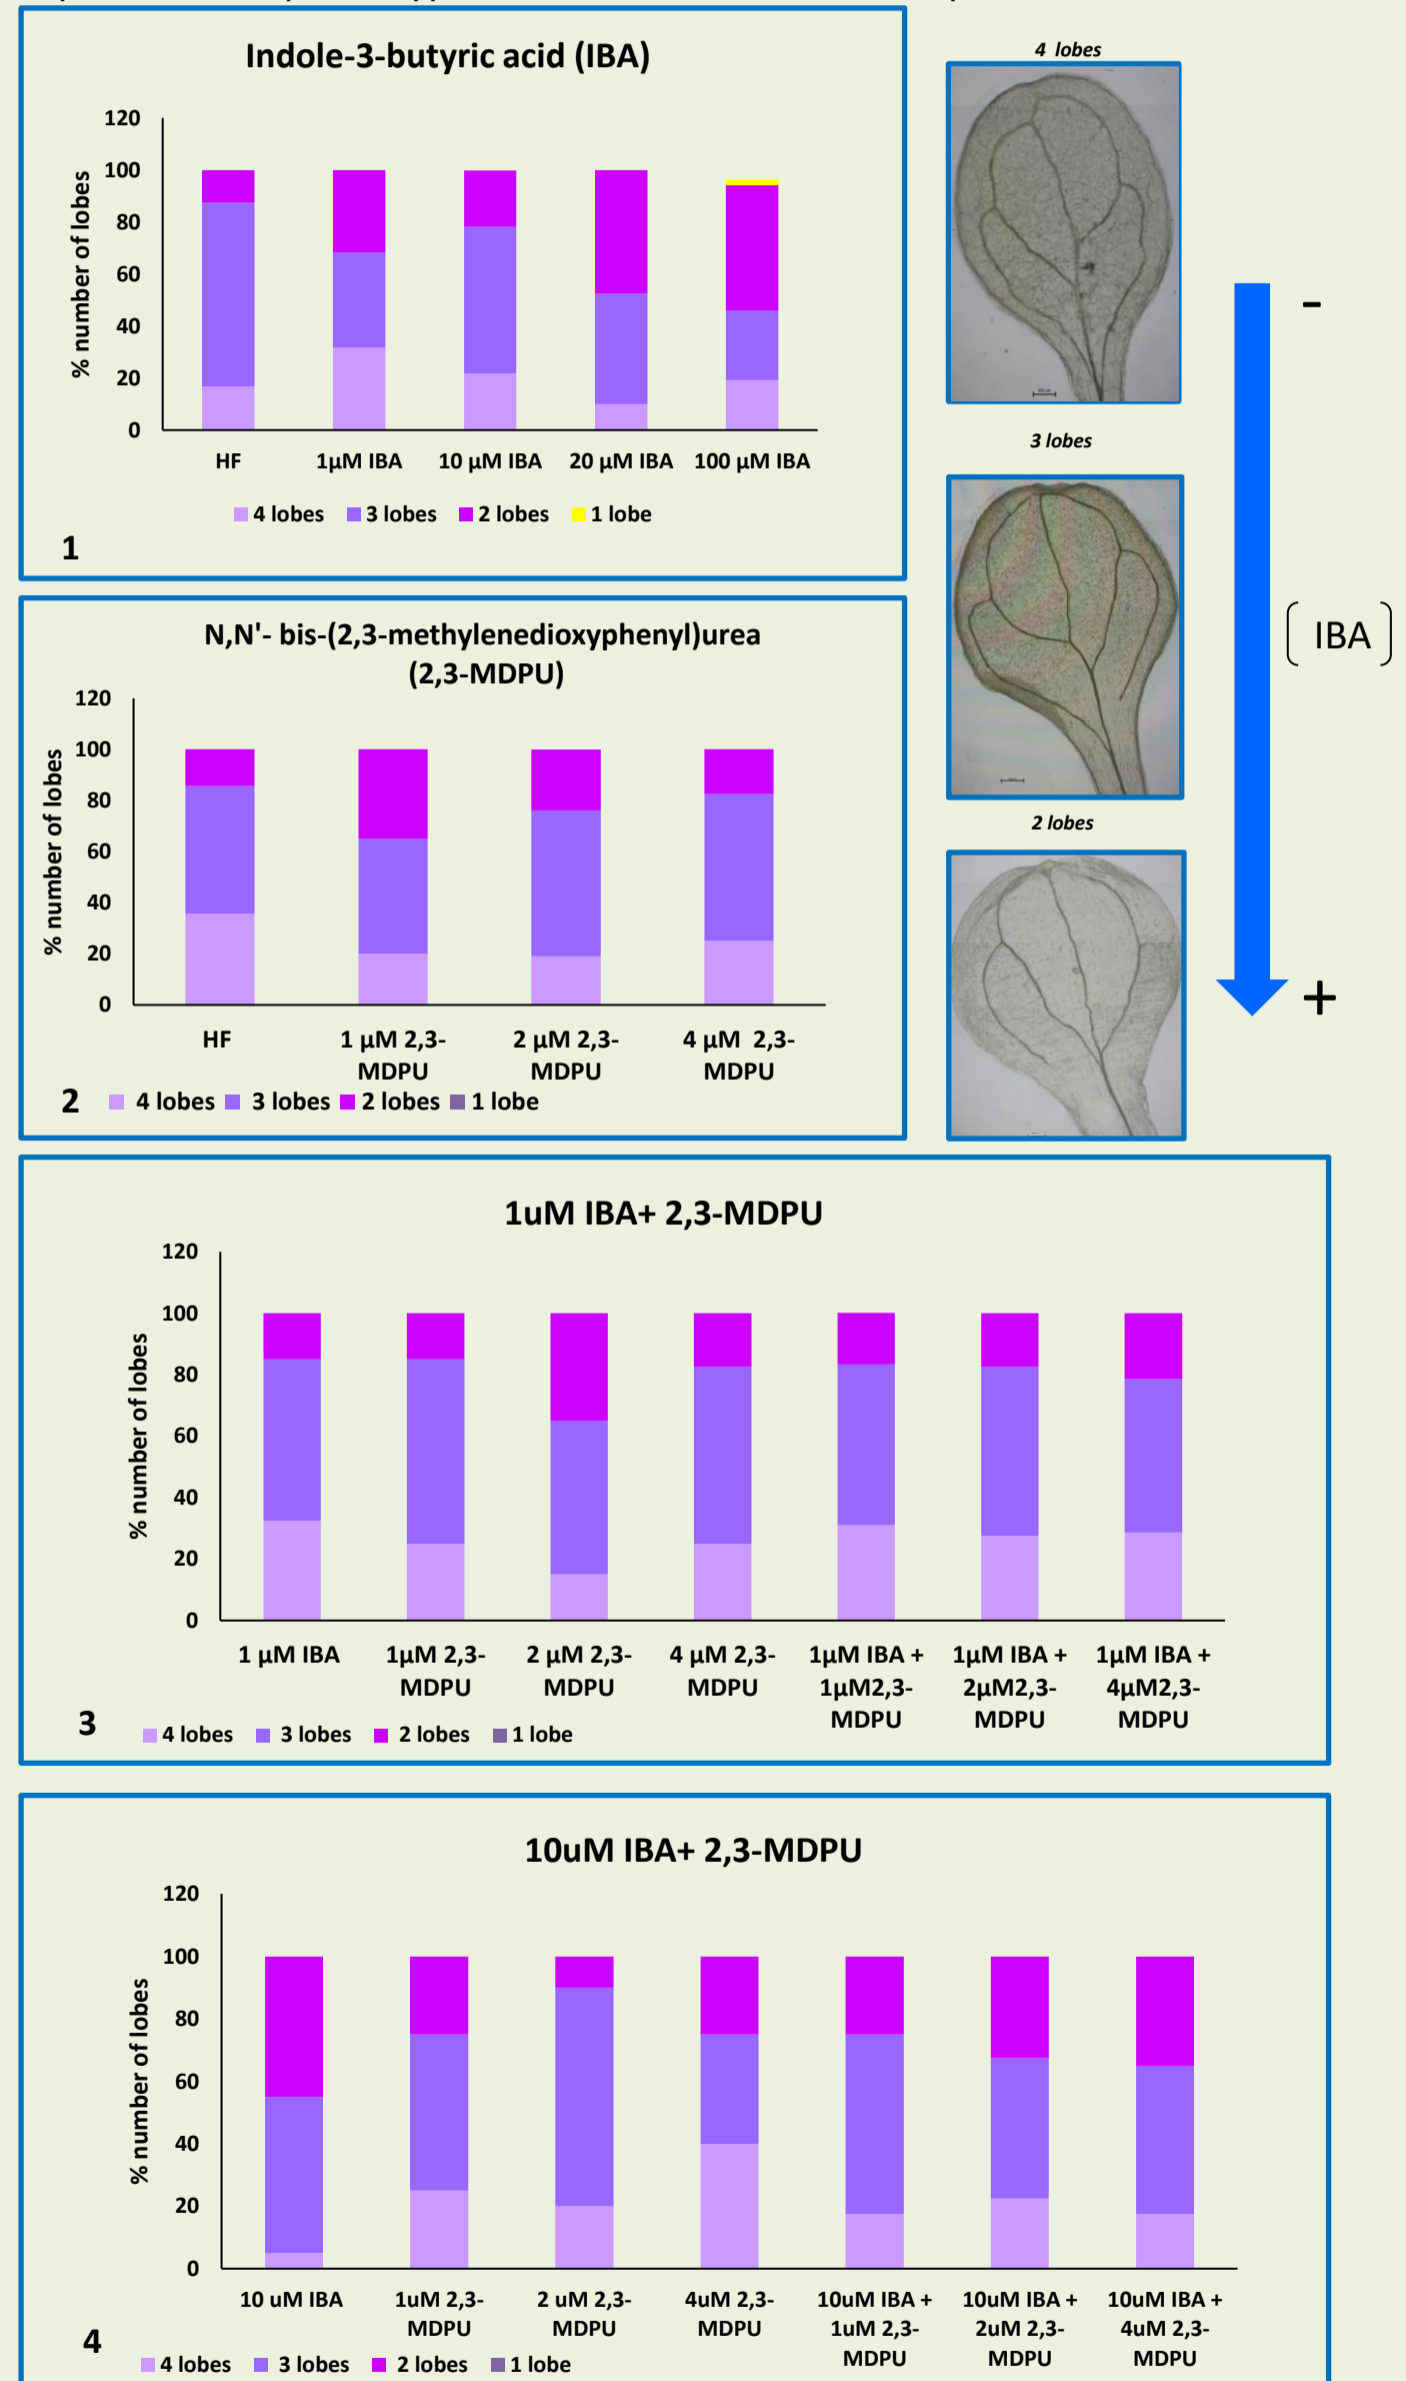 Indole-3-butyric acid (IBA)
120
100
80
60
40
20
0
% number of lobes
HF
1µM IBA
10 µM IBA
20 µM IBA
100 µM IBA
4 lobes
3 lobes
2 lobes
1 lobe
1
4 lobes
3 lobes
2 lobes
-
[ IBA ]
+
N,N'- bis-(2,3-methylenedioxyphenyl)urea
(2,3-MDPU)
120
100
80
60
40
20
0
% number of lobes
HF
1 µM 2,3-
MDPU
2 µM 2,3-
MDPU
4 µM 2,3-
MDPU
2
4 lobes
3 lobes
2 lobes
1 lobe
1uM IBA+ 2,3-MDPU
120
100
80
60
40
20
0
% number of lobes
1 µM IBA
1µM 2,3-
MDPU
2 µM 2,3-
MDPU
4 µM 2,3-
MDPU
1µM IBA +
1µM2,3-
MDPU
1µM IBA +
2µM2,3-
MDPU
1µM IBA +
4µM2,3-
MDPU
3
4 lobes
3 lobes
2 lobes
1 lobe
10uM IBA+ 2,3-MDPU
120
100
80
60
40
20
0
% number of lobes
10 uM IBA
1uM 2,3-
MDPU
2 uM 2,3-
MDPU
4uM 2,3-
MDPU
10uM IBA +
1uM 2,3-
MDPU
10uM IBA +
2uM 2,3-
MDPU
10uM IBA +
4uM 2,3-
MDPU
4
4 lobes
3 lobes
2 lobes
1 lobe